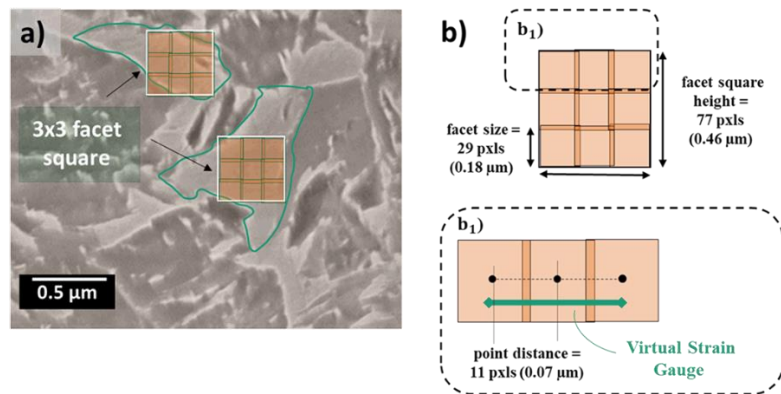 a)
3x3 facet
square
0.5 μm
b)
b₁)
facet size =
29 pxls
(0.18 μm)
facet square
height =
77 pxls
(0.46 μm)
b₁)
point distance =
11 pxls (0.07 μm)
Virtual Strain
Gauge